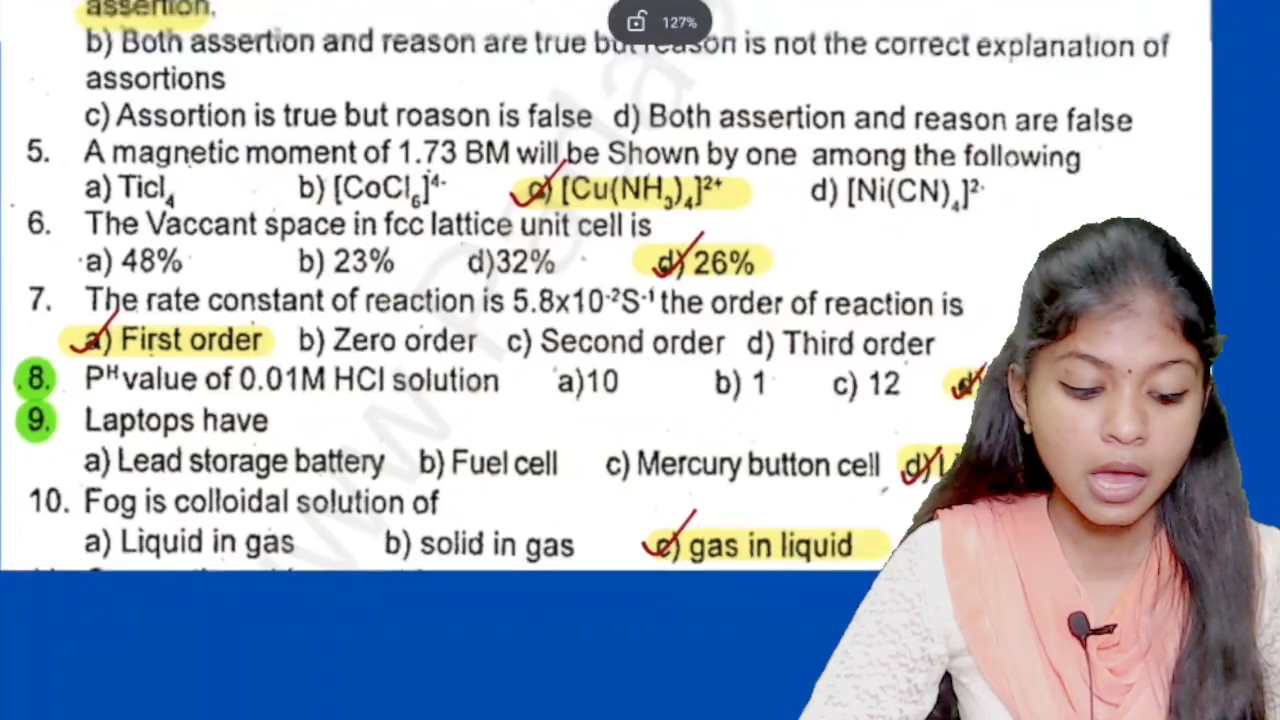 assertion.
127%
b) Both assertion and reason are true but reason is not the correct explanation of
assortions
c) Assortion is true but roason is false d) Both assertion and reason are false
5. A magnetic moment of 1.73 BM will be Shown by one among the following
a) Ticl₄ b) [CoCl₆]⁴⁻ c) [Cu(NH₃)₄]²⁺ d) [Ni(CN)₄]²⁻
6. The Vaccant space in fcc lattice unit cell is
a) 48% b) 23% d)32% d) 26%
7. The rate constant of reaction is 5.8x10⁻²S⁻¹ the order of reaction is
a) First order b) Zero order c) Second order d) Third order
8. Pᴴ value of 0.01M HCl solution a)10 b) 1 c) 12
9. Laptops have
a) Lead storage battery b) Fuel cell c) Mercury button cell d)
10. Fog is colloidal solution of
a) Liquid in gas b) solid in gas c) gas in liquid